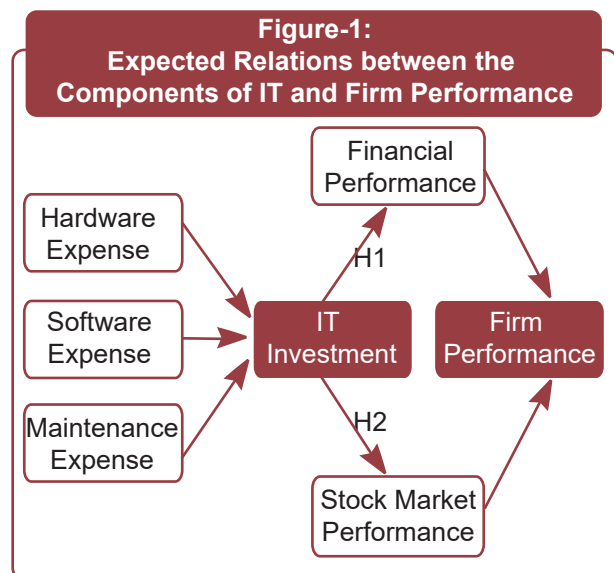 Figure-1:
Expected Relations between the
Components of IT and Firm Performance
Financial
Performance
Hardware
Expense
H1
Software
Expense
IT
Investment
Firm
Performance
Maintenance
Expense
H2
Stock Market
Performance